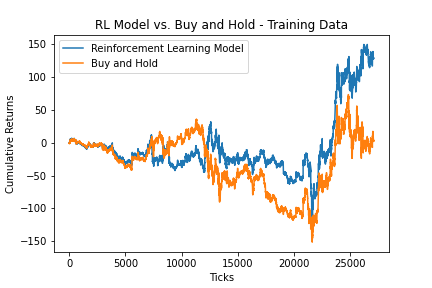 RL Model vs. Buy and Hold - Training Data
Reinforcement Learning Model
Buy and Hold
Cumulative Returns
150
100
50
0
−50
−100
−150
0
5000
10000
15000
20000
25000
Ticks